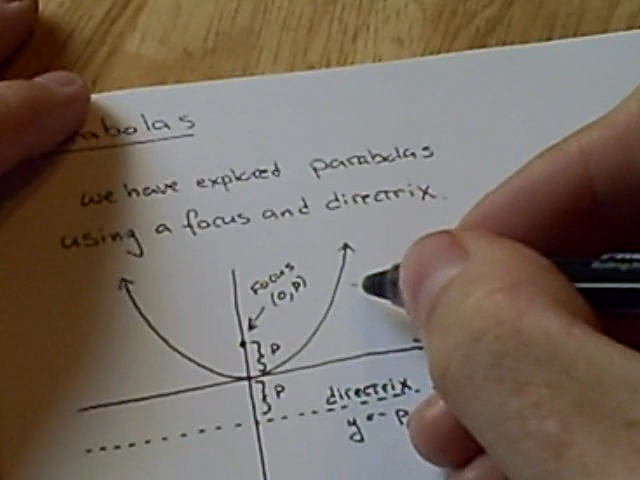 abolas
we have explored parabolas
using a focus and directrix.
Focus
(0,p)
p
p
directrix
y = - p